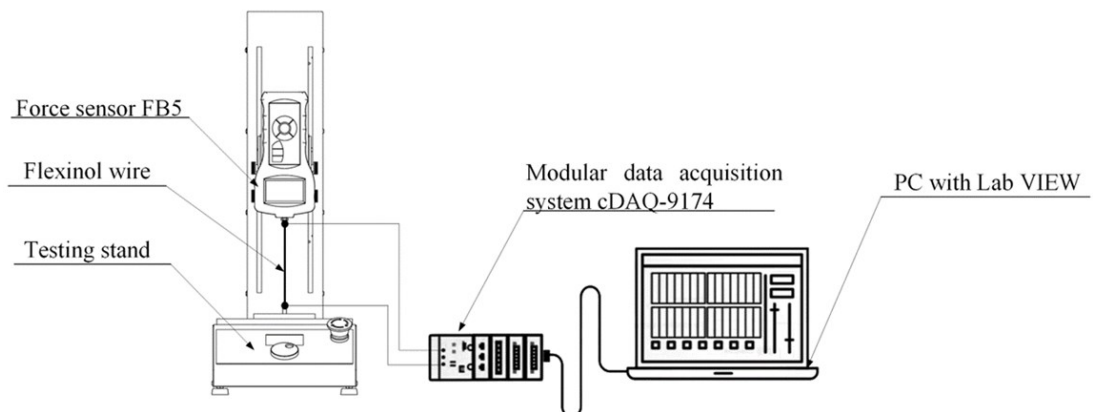 Force sensor FB5
Flexinol wire
Testing stand
Modular data acquisition
system cDAQ-9174
PC with Lab VIEW